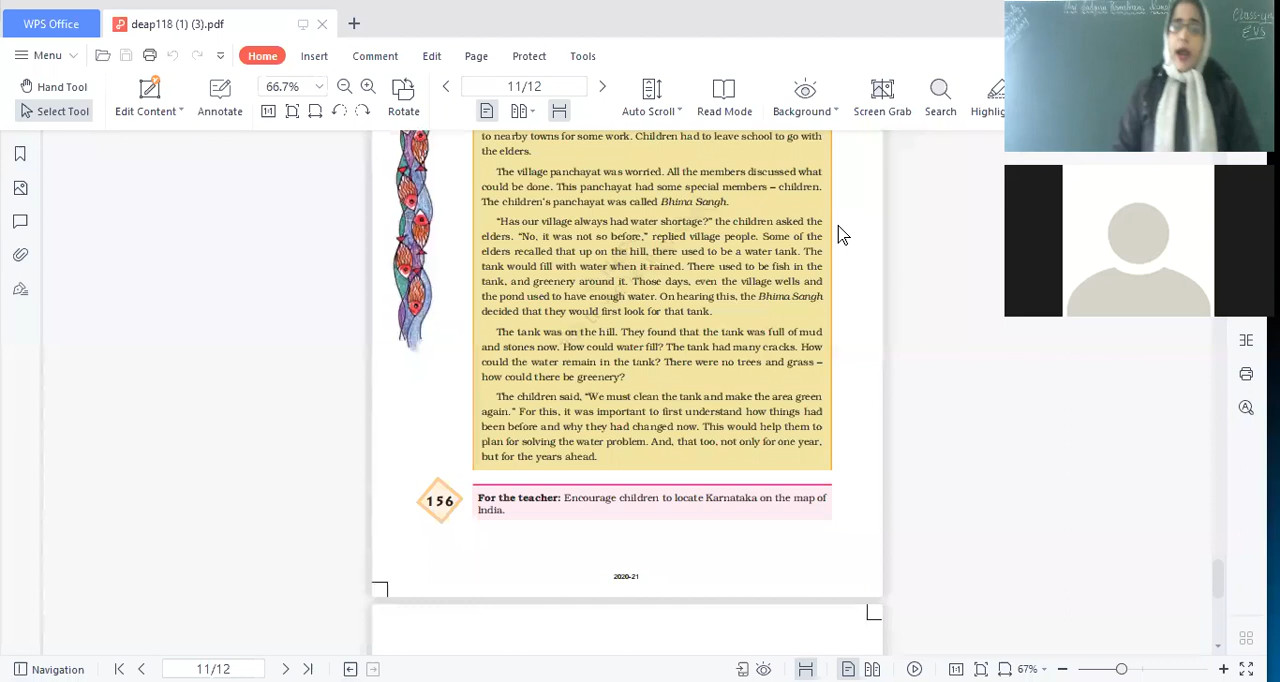 WPS Office
deap118 (1) (3).pdf
Menu
Home
Insert
Comment
Edit
Page
Protect
Tools
Hand Tool
Select Tool
Edit Content
Annotate
66.7%
Rotate
11/12
Auto Scroll
Read Mode
Background
Screen Grab
Search
Highlig
Class-
EVS
to nearby towns for some work. Children had to leave school to go with
the elders.
The village panchayat was worried. All the members discussed what
could be done. This panchayat had some special members – children.
The children's panchayat was called Bhima Sangh.
"Has our village always had water shortage?" the children asked the
elders. "No, it was not so before," replied village people. Some of the
elders recalled that up on the hill, there used to be a water tank. The
tank would fill with water when it rained. There used to be fish in the
tank, and greenery around it. Those days, even the village wells and
the pond used to have enough water. On hearing this, the Bhima Sangh
decided that they would first look for that tank.
The tank was on the hill. They found that the tank was full of mud
and stones now. How could water fill? The tank had many cracks. How
could the water remain in the tank? There were no trees and grass –
how could there be greenery?
The children said, "We must clean the tank and make the area green
again." For this, it was important to first understand how things had
been before and why they had changed now. This would help them to
plan for solving the water problem. And, that too, not only for one year,
but for the years ahead.
156
For the teacher: Encourage children to locate Karnataka on the map of
India.
2020-21
Navigation
11/12
67%